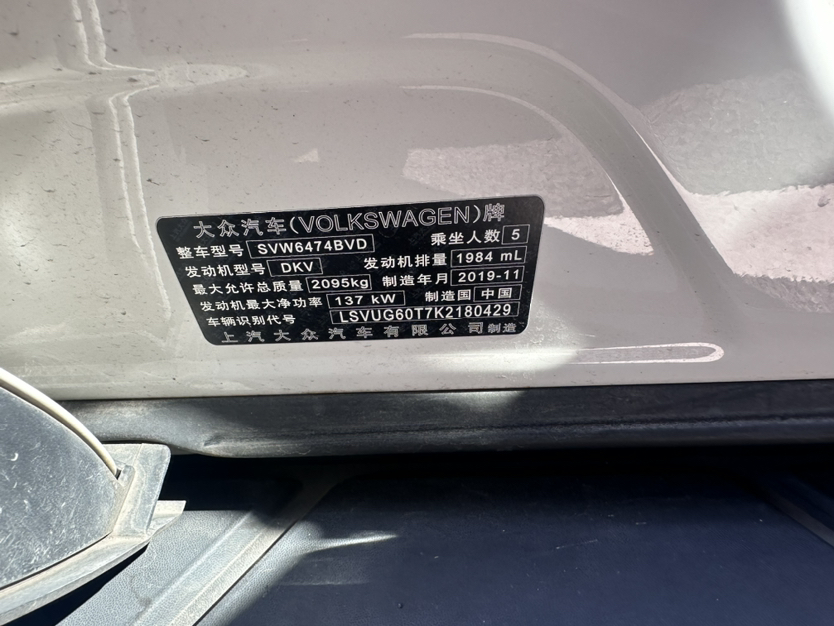 大众汽车(VOLKSWAGEN)牌
整车型号 SVW6474BVD 乘坐人数 5
发动机型号 DKV 发动机排量 1984 mL
最大允许总质量 2095kg 制造年月 2019-11
发动机最大净功率 137 kW 制造国 中国
车辆识别代号 LSVUG60T7K2180429
上汽大众汽车有限公司制造